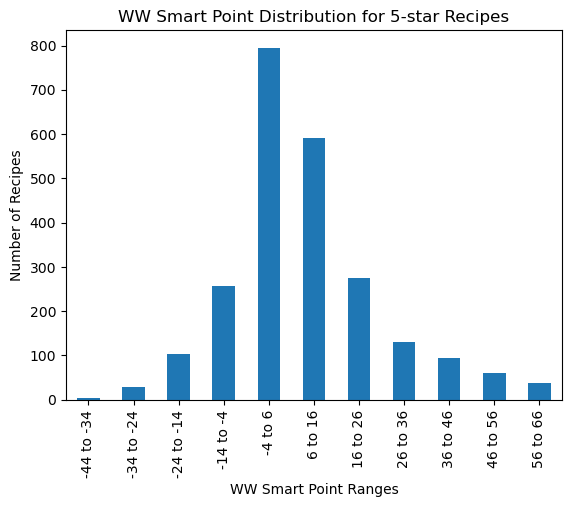 WW Smart Point Distribution for 5-star Recipes
Number of Recipes
800
700
600
500
400
300
200
100
0
-44 to -34
-34 to -24
-24 to -14
-14 to -4
-4 to 6
6 to 16
16 to 26
26 to 36
36 to 46
46 to 56
56 to 66
WW Smart Point Ranges